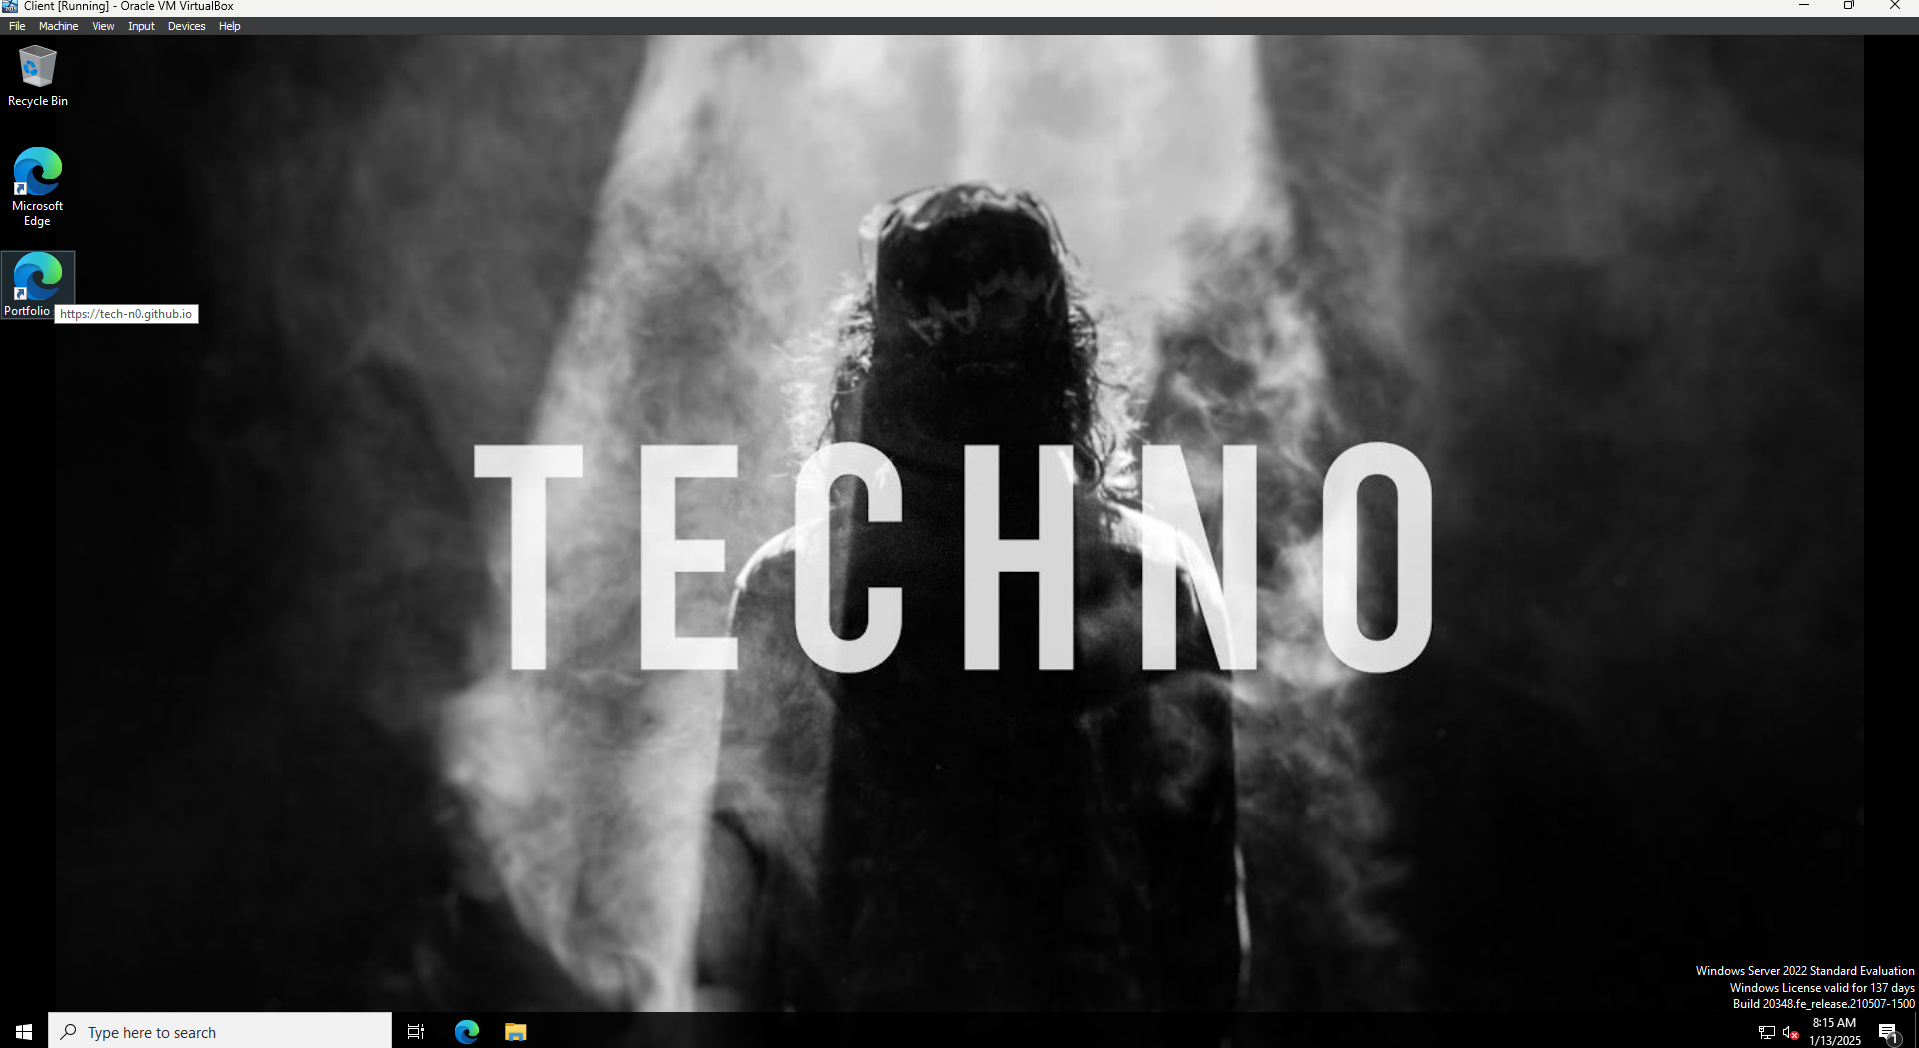 Client [Running] - Oracle VM VirtualBox
File Machine View Input Devices Help
Recycle Bin
Microsoft
Edge
Portfolio
https://tech-n0.github.io
TECHNO
Windows Server 2022 Standard Evaluation
Windows License valid for 137 days
Build 20348.fe_release.210507-1500
Type here to search
8:15 AM
1/13/2025
1